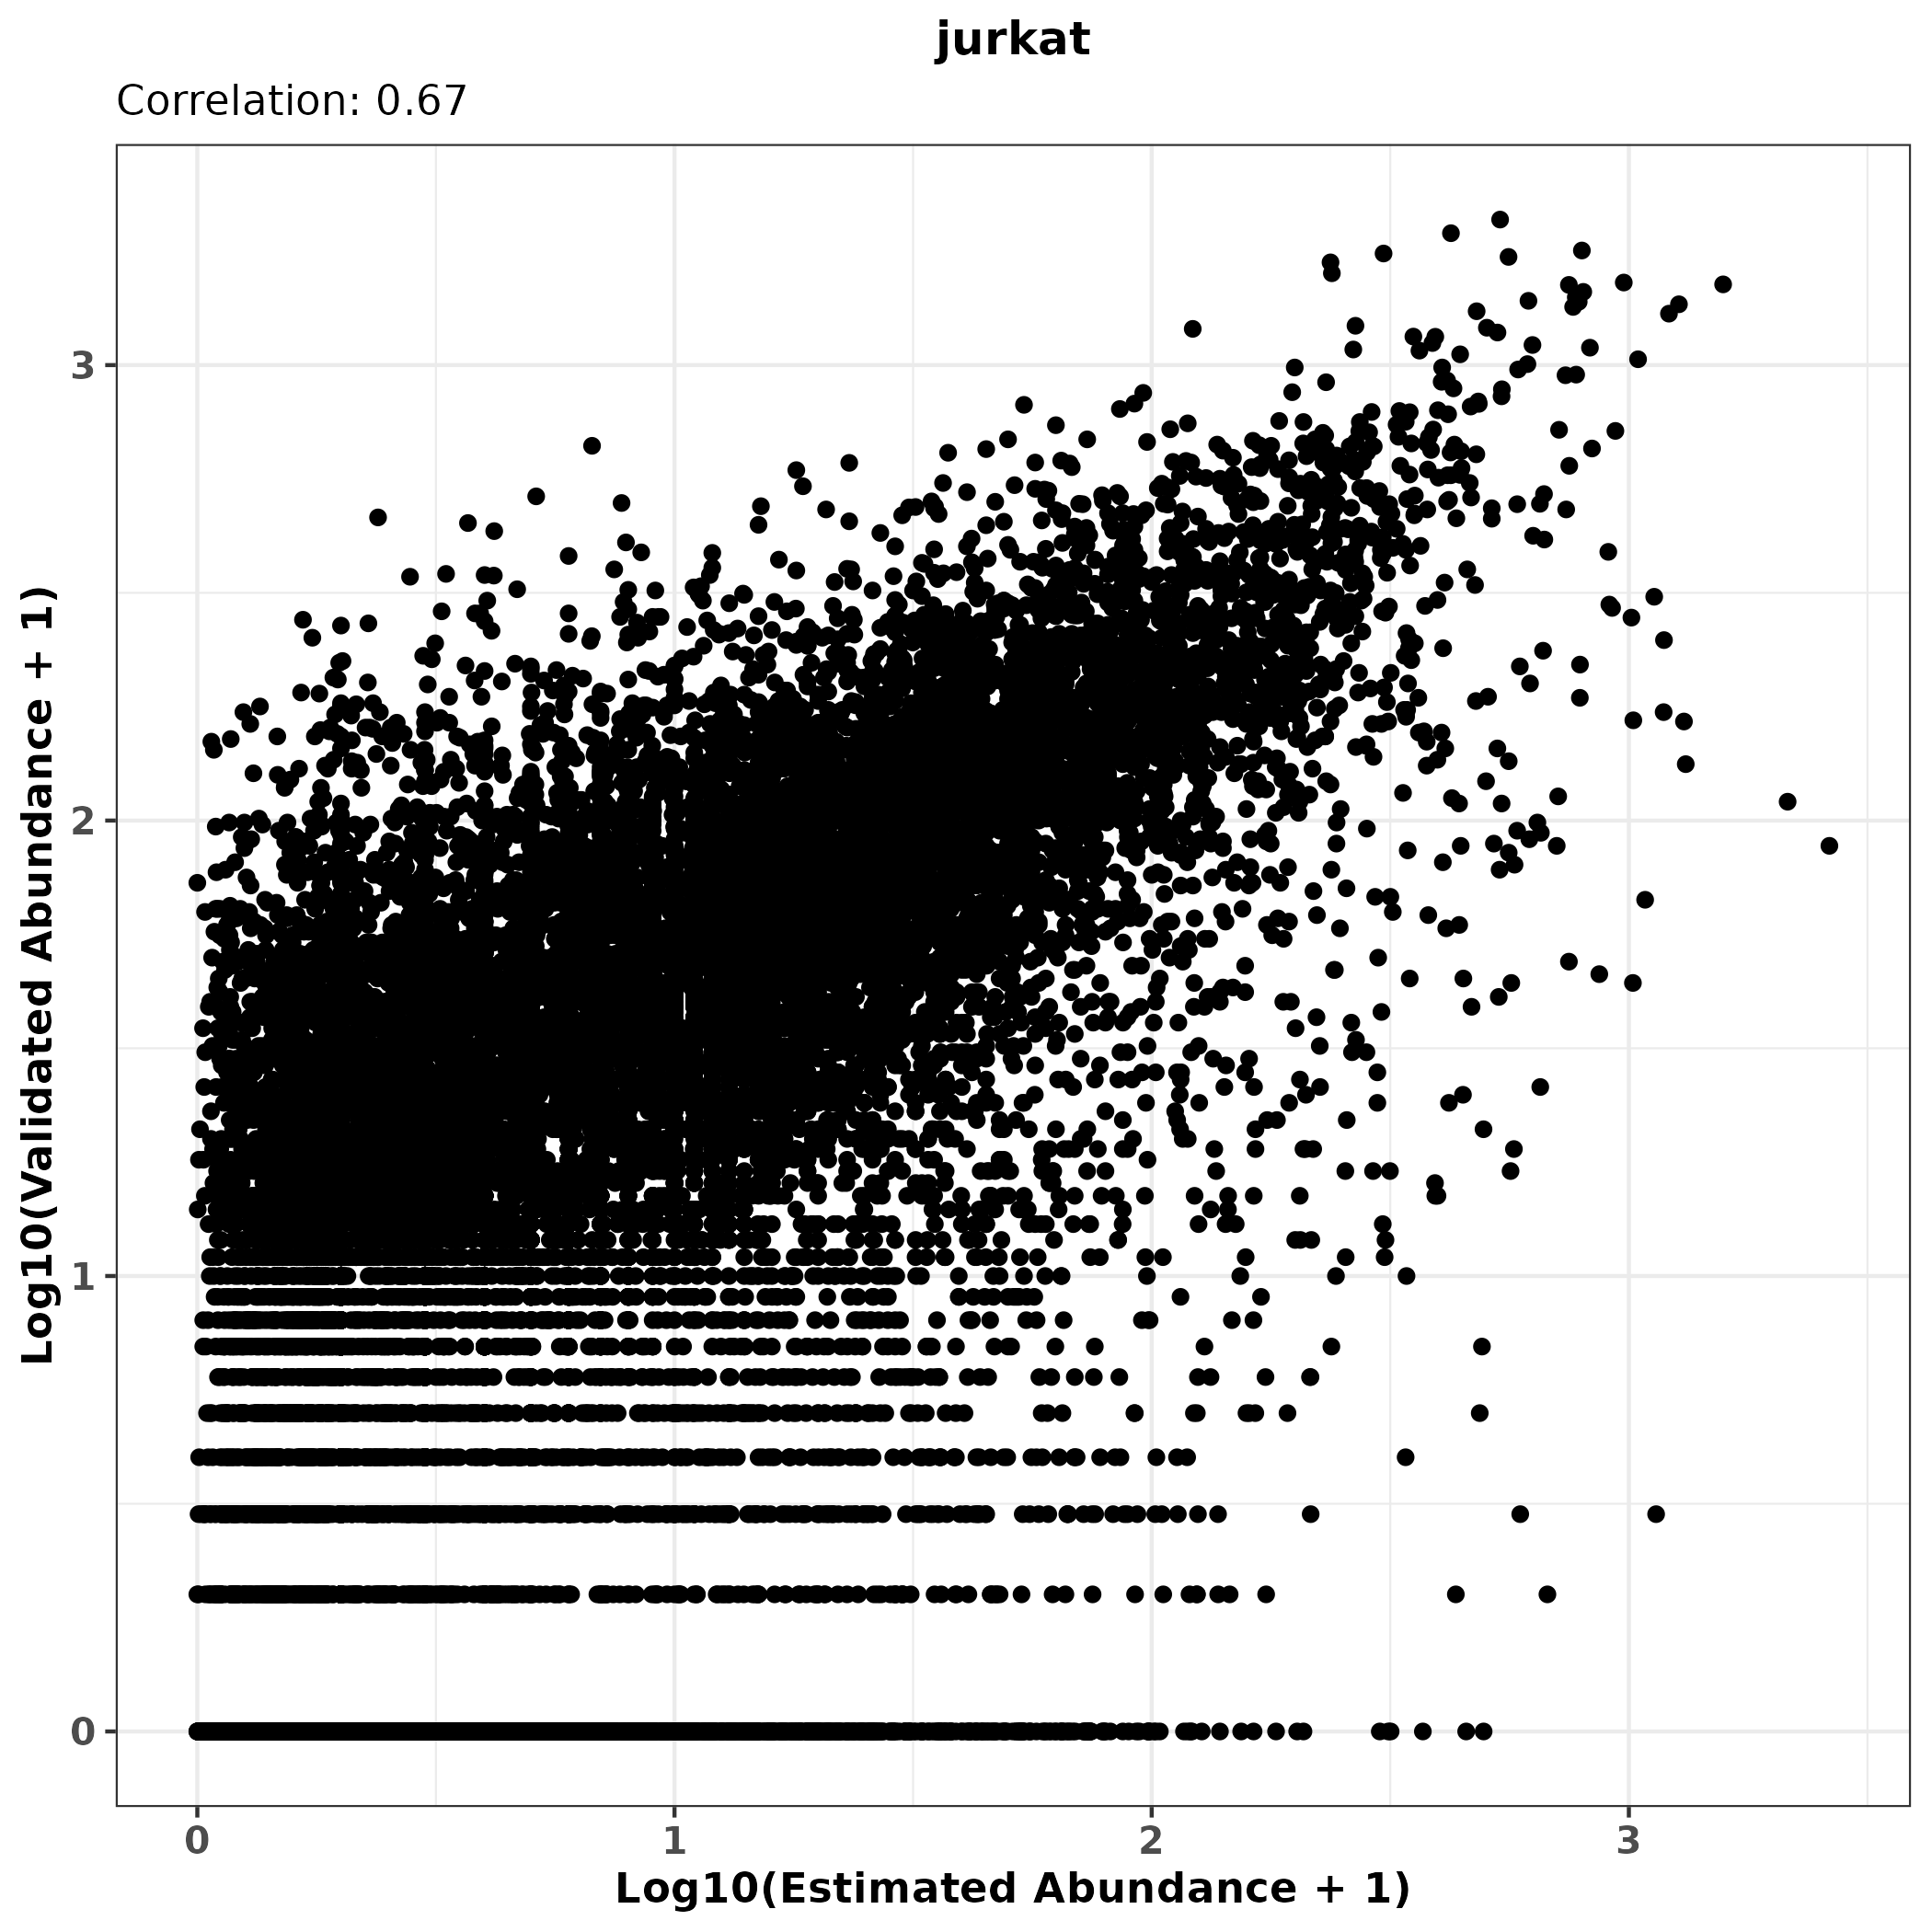 jurkat
Correlation: 0.67
Log10(Validated Abundance + 1)
3
2
1
0
0 1 2 3
Log10(Estimated Abundance + 1)